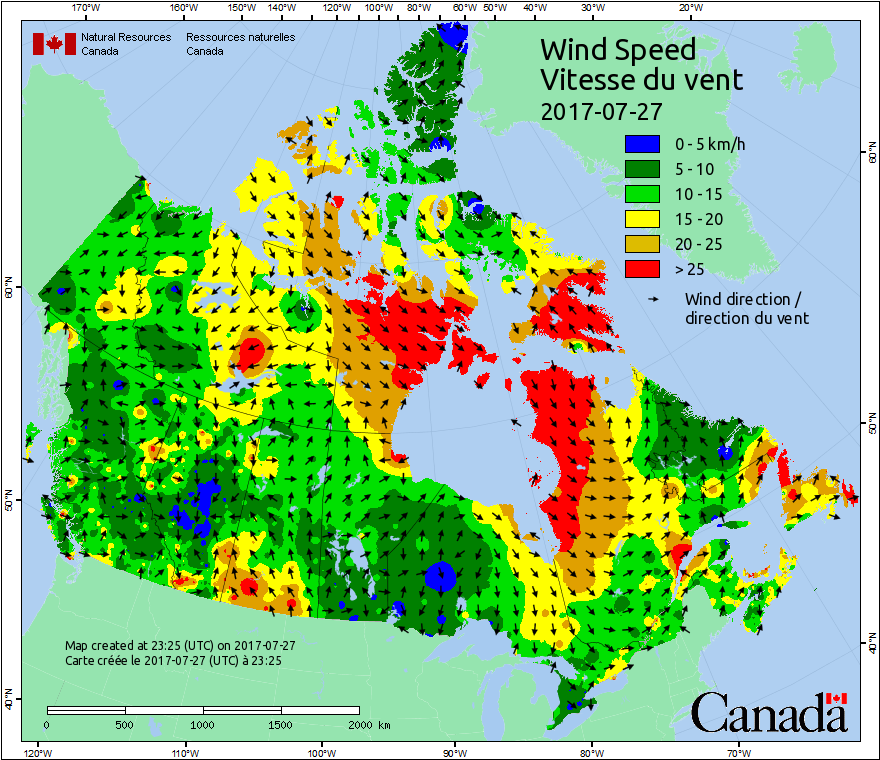 170°W 160°W 150°W 140°W 130°W 120°W 110°W 100°W 90°W 80°W 60°W 50°W 40°W 30°W 20°W
Natural Resources Ressources naturelles
Canada Canada
Wind Speed
Vitesse du vent
2017-07-27
0 - 5 km/h
5 - 10
10 - 15
15 - 20
20 - 25
> 25
Wind direction /
direction du vent
60°N 60°N
50°N 50°N
40°N 40°N
Map created at 23:25 (UTC) on 2017-07-27
Carte créée le 2017-07-27 (UTC) à 23:25
0 500 1000 1500 2000 km
Canada
120°W 110°W 100°W 90°W 80°W 70°W